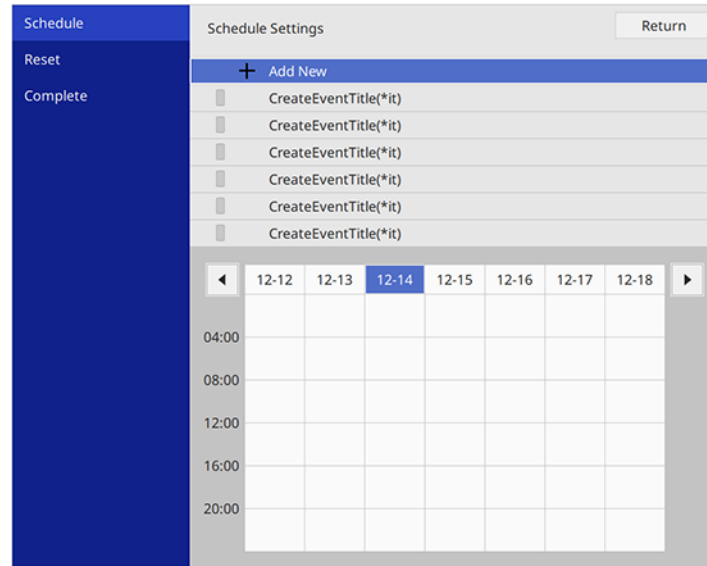 Schedule
Reset
Complete
Schedule Settings
Return
+ Add New
CreateEventTitle(*it)
CreateEventTitle(*it)
CreateEventTitle(*it)
CreateEventTitle(*it)
CreateEventTitle(*it)
CreateEventTitle(*it)
12-12 12-13 12-14 12-15 12-16 12-17 12-18
04:00
08:00
12:00
16:00
20:00